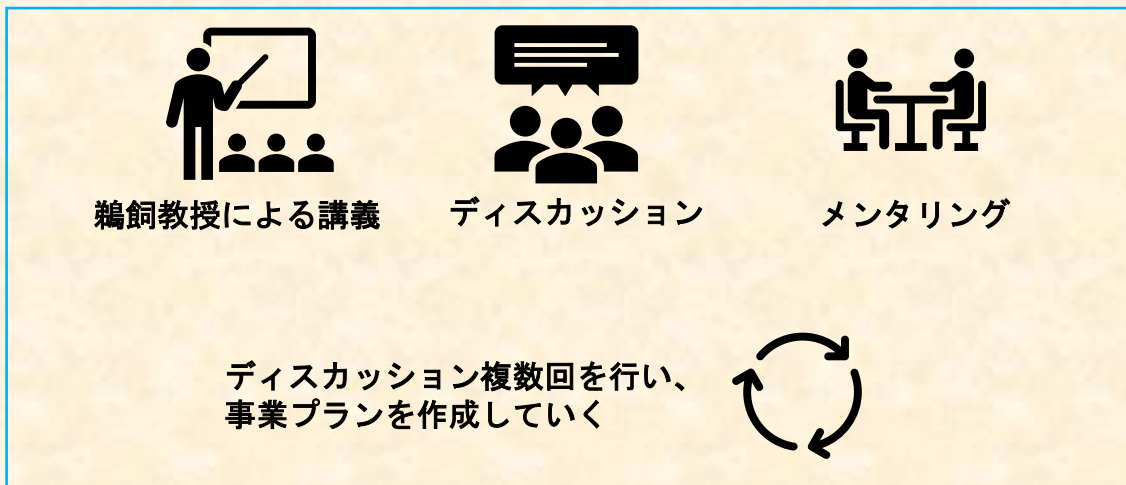 鵜飼教授による講義
ディスカッション
メンタリング
ディスカッション複数回を行い、
事業プランを作成していく